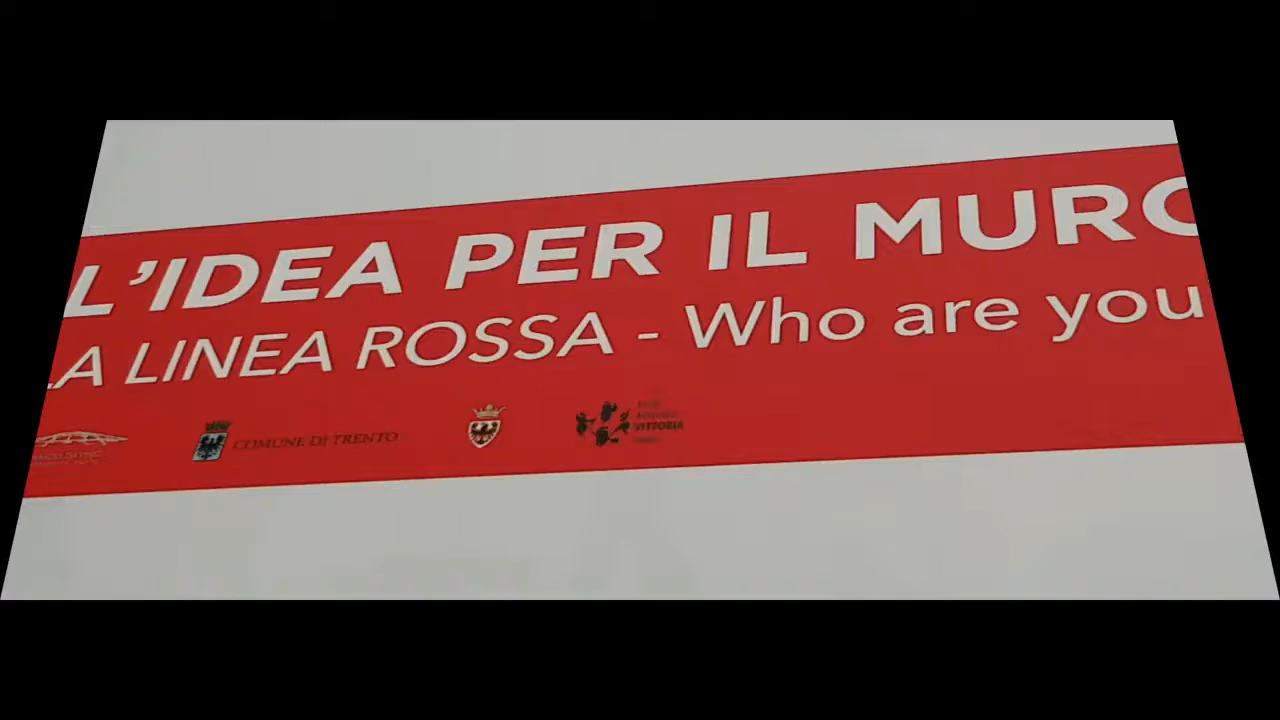 L'IDEA PER IL MURO
LA LINEA ROSSA - Who are you
COMUNE DI TRENTO
VITTORIA